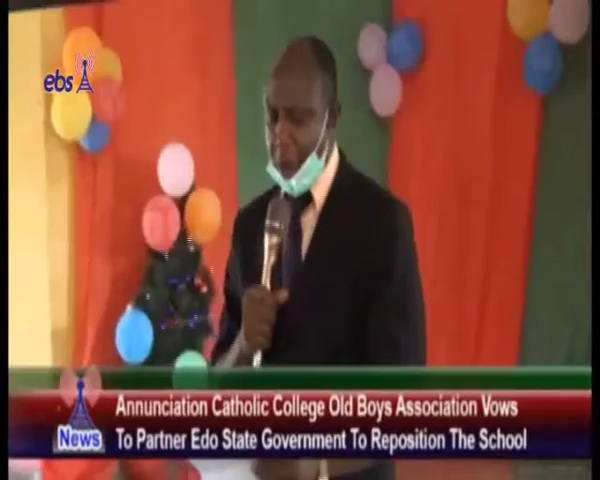 ebs
Annunciation Catholic College Old Boys Association Vows
To Partner Edo State Government To Reposition The School
News